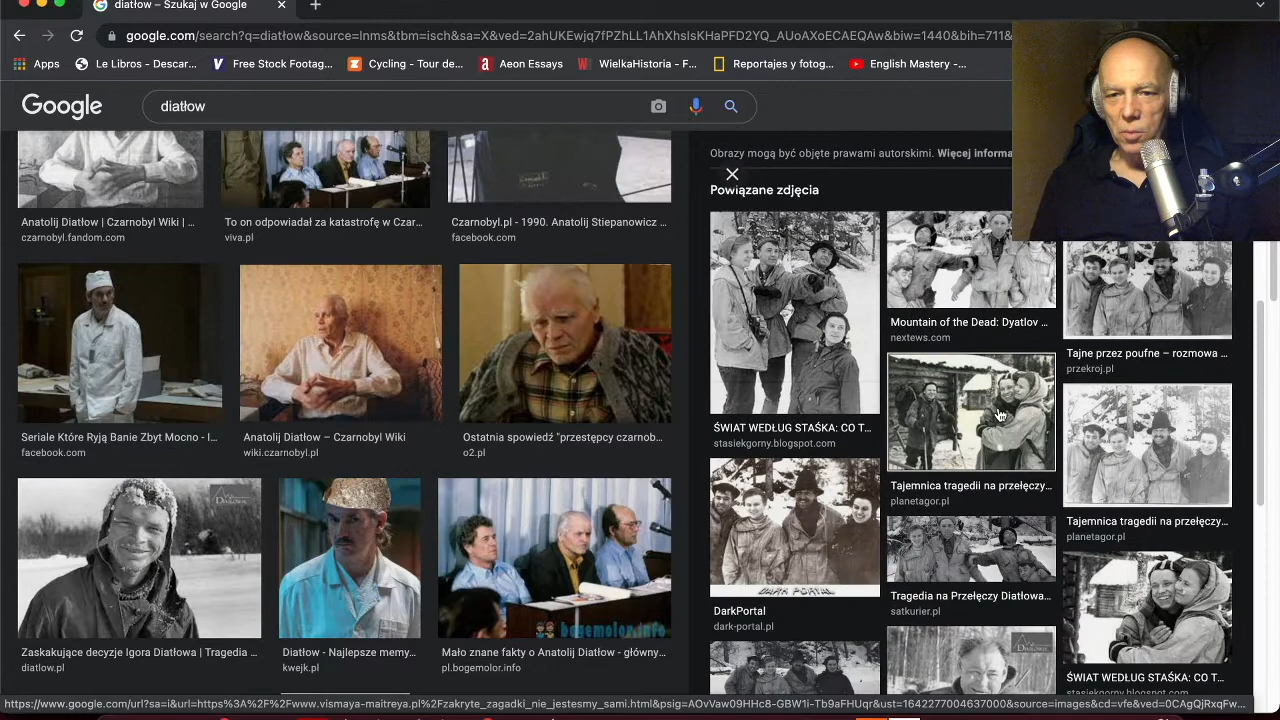 diatłow – Szukaj w Google
google.com/search?q=diatłow&source=lnms&tbm=isch&sa=X&ved=2ahUKEwjq7fPZhLL1AhXhsIsKHaPFD2YQ_AUoAXoECAEQAw&biw=1440&bih=711&
Apps
Le Libros – Descar...
Free Stock Footag...
Cycling - Tour de...
Aeon Essays
WielkaHistoria – F...
Reportajes y fotog...
English Mastery -...
Google
diatłow
Anatolij Diatłow | Czarnobyl Wiki | ...
czarnobyl.fandom.com
To on odpowiadał za katastrofę w Czar...
viva.pl
Czarnobyl.pl - 1990. Anatolij Stiepanowicz ...
facebook.com
Seriale Które Ryją Banie Zbyt Mocno - I...
facebook.com
Anatolij Diatłow – Czarnobyl Wiki
wiki.czarnobyl.pl
Ostatnia spowiedź "przestępcy czarnob...
o2.pl
bogemolor.info
Zaskakujące decyzje Igora Diatłowa | Tragedia ...
diatlow.pl
Diatłow - Najlepsze memy...
kwejk.pl
Mało znane fakty o Anatolij Diatłow - główny...
pl.bogemolor.info
Obrazy mogą być objęte prawami autorskimi. Więcej informa
Powiązane zdjęcia
ŚWIAT WEDŁUG STAŚKA: CO T...
stasiekgorny.blogspot.com
Mountain of the Dead: Dyatlov ...
nextews.com
Tajne przez poufne – rozmowa ...
przekroj.pl
Tajemnica tragedii na przełęczy...
planetagor.pl
Tajemnica tragedii na przełęczy...
planetagor.pl
DARK PORTAL
DarkPortal
dark-portal.pl
Tragedia na Przełęczy Diatłowa...
satkurier.pl
ŚWIAT WEDŁUG STAŚKA: CO T...
stasiekgorny.blogspot.com